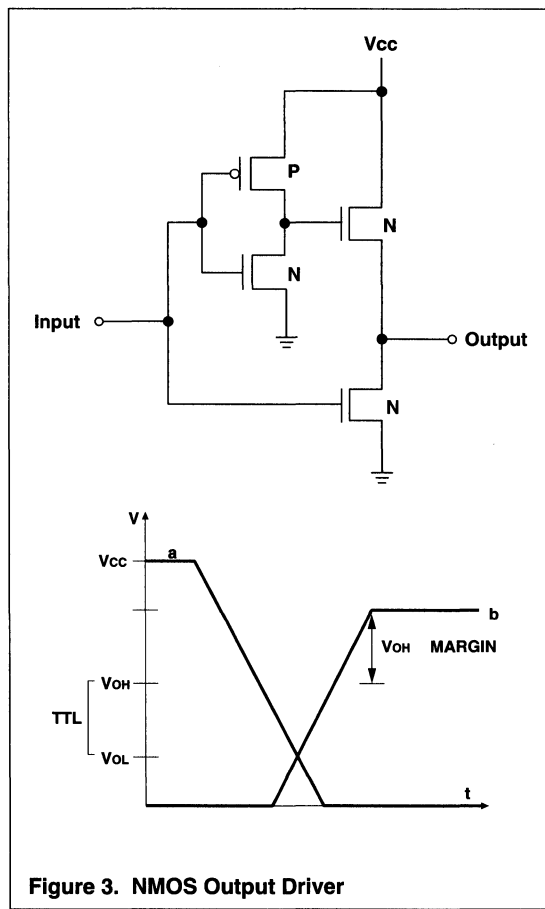 Vcc
P
N
N
Input
Output
N
V
Vcc
a
b
VOH MARGIN
VOH
TTL
VOL
t
Figure 3. NMOS Output Driver